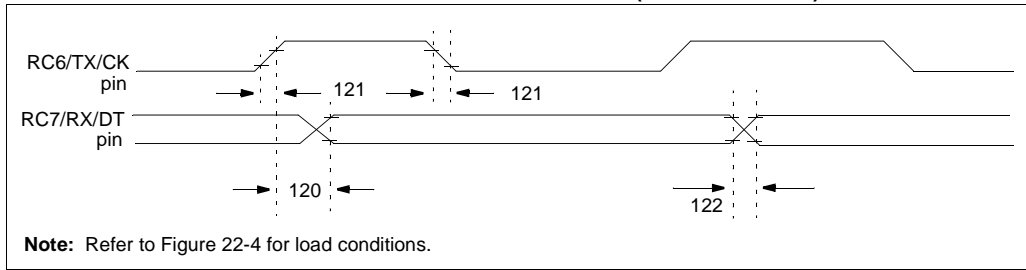 RC6/TX/CK
pin
121
121
RC7/RX/DT
pin
120
122
Note: Refer to Figure 22-4 for load conditions.